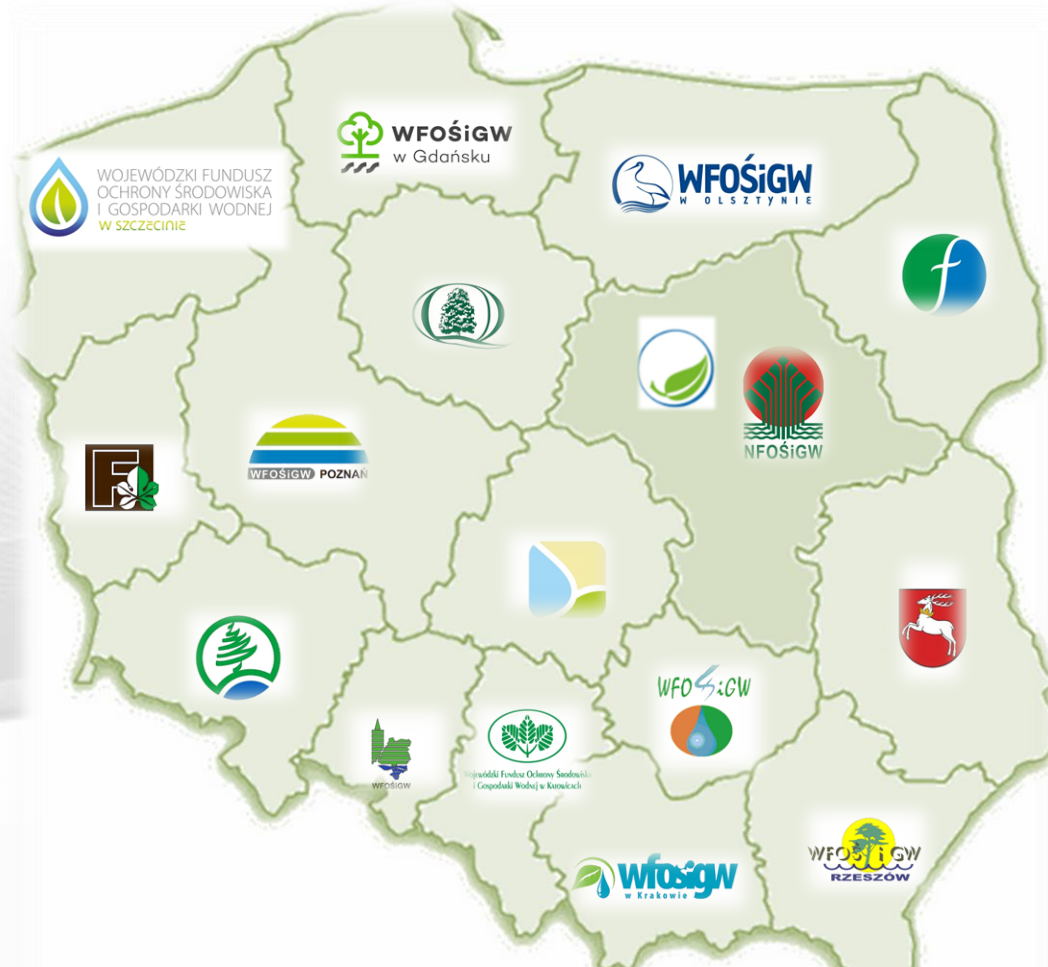 WFOŚiGW
w Gdańsku
WFOŚiGW
W OLSZTYNIE
WOJEWÓDZKI FUNDUSZ
OCHRONY ŚRODOWISKA
I GOSPODARKI WODNEJ
W SZCZECINIE
f
NFOŚiGW
F
WFOŚiGW POZNAŃ
WFOŚiGW
WFOŚiGW
Wojewódzki Fundusz Ochrony Środowiska
i Gospodarki Wodnej w Katowicach
WFOŚiGW
RZESZÓW
wfośigw
w Krakowie